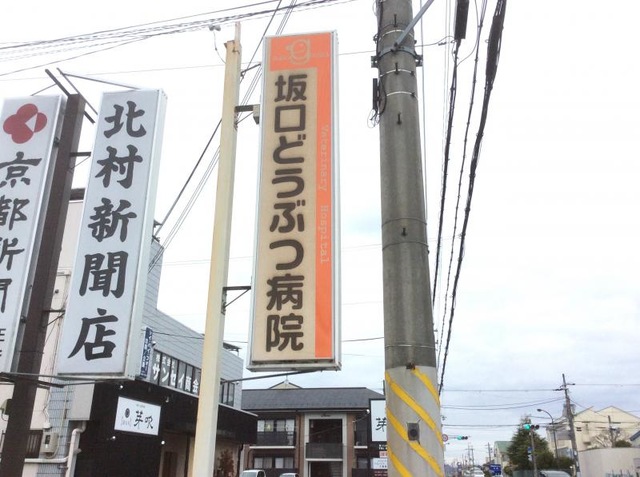 京都新聞
北村新聞店
坂口どうぶつ病院
Veterinary Hospital
芽吹